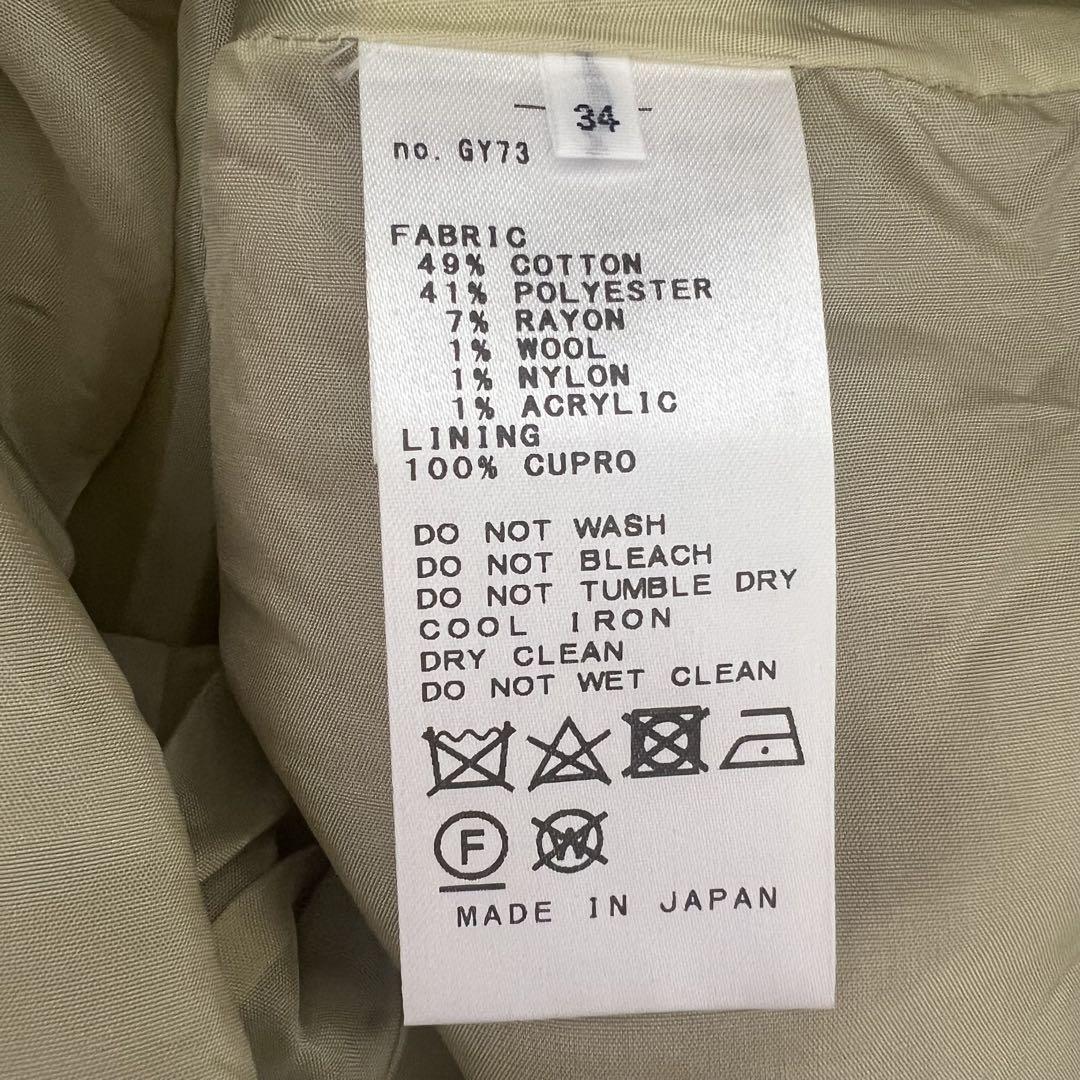 34
no. GY73
FABRIC
49% COTTON
41% POLYESTER
7% RAYON
1% WOOL
1% NYLON
1% ACRYLIC
LINING
100% CUPRO
DO NOT WASH
DO NOT BLEACH
DO NOT TUMBLE DRY
COOL IRON
DRY CLEAN
DO NOT WET CLEAN
F W
MADE IN JAPAN